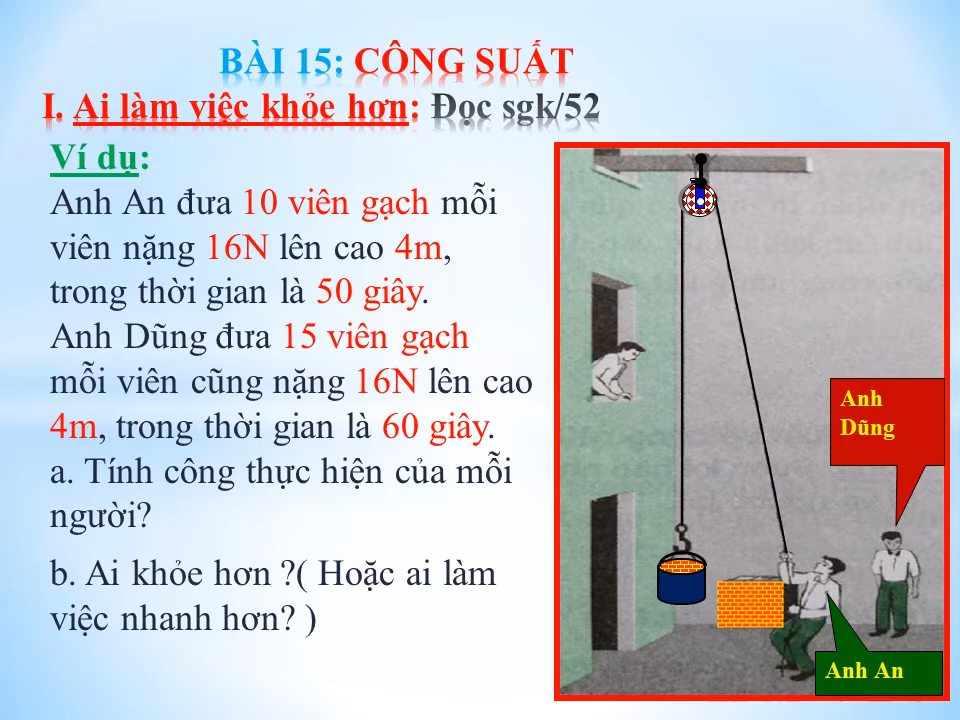 BÀI 15: CÔNG SUẤT
I. Ai làm việc khỏe hơn: Đọc sgk/52
Ví dụ:
Anh An đưa 10 viên gạch mỗi
viên nặng 16N lên cao 4m,
trong thời gian là 50 giây.
Anh Dũng đưa 15 viên gạch
mỗi viên cũng nặng 16N lên cao
4m, trong thời gian là 60 giây.
a. Tính công thực hiện của mỗi
người?
b. Ai khỏe hơn ?( Hoặc ai làm
việc nhanh hơn? )
Anh
Dũng
Anh An